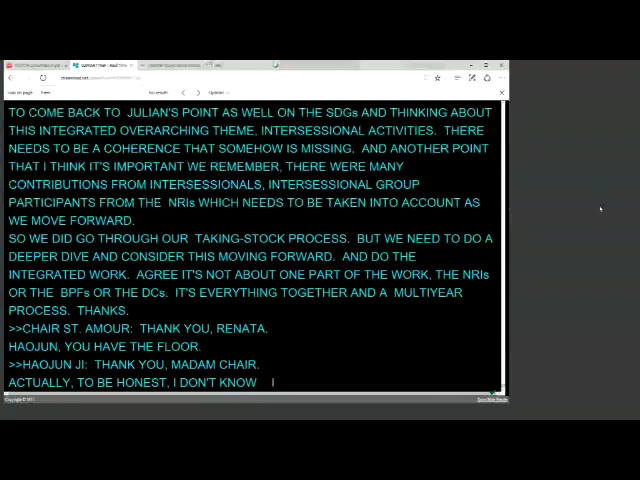 no results
Options
TO COME BACK TO JULIAN'S POINT AS WELL ON THE SDGs AND THINKING ABOUT
THIS INTEGRATED OVERARCHING THEME, INTERSESSIONAL ACTIVITIES. THERE
NEEDS TO BE A COHERENCE THAT SOMEHOW IS MISSING. AND ANOTHER POINT
THAT I THINK IT'S IMPORTANT WE REMEMBER, THERE WERE MANY
CONTRIBUTIONS FROM INTERSESSIONALS, INTERSESSIONAL GROUP
PARTICIPANTS FROM THE NRIs WHICH NEEDS TO BE TAKEN INTO ACCOUNT AS
WE MOVE FORWARD.
SO WE DID GO THROUGH OUR TAKING-STOCK PROCESS. BUT WE NEED TO DO A
DEEPER DIVE AND CONSIDER THIS MOVING FORWARD. AND DO THE
INTEGRATED WORK. AGREE IT'S NOT ABOUT ONE PART OF THE WORK, THE NRIs
OR THE BPFs OR THE DCs. IT'S EVERYTHING TOGETHER AND A MULTIYEAR
PROCESS. THANKS.
>>CHAIR ST. AMOUR: THANK YOU, RENATA.
HAOJUN, YOU HAVE THE FLOOR.
>>HAOJUN JI: THANK YOU, MADAM CHAIR.
ACTUALLY, TO BE HONEST, I DON'T KNOW